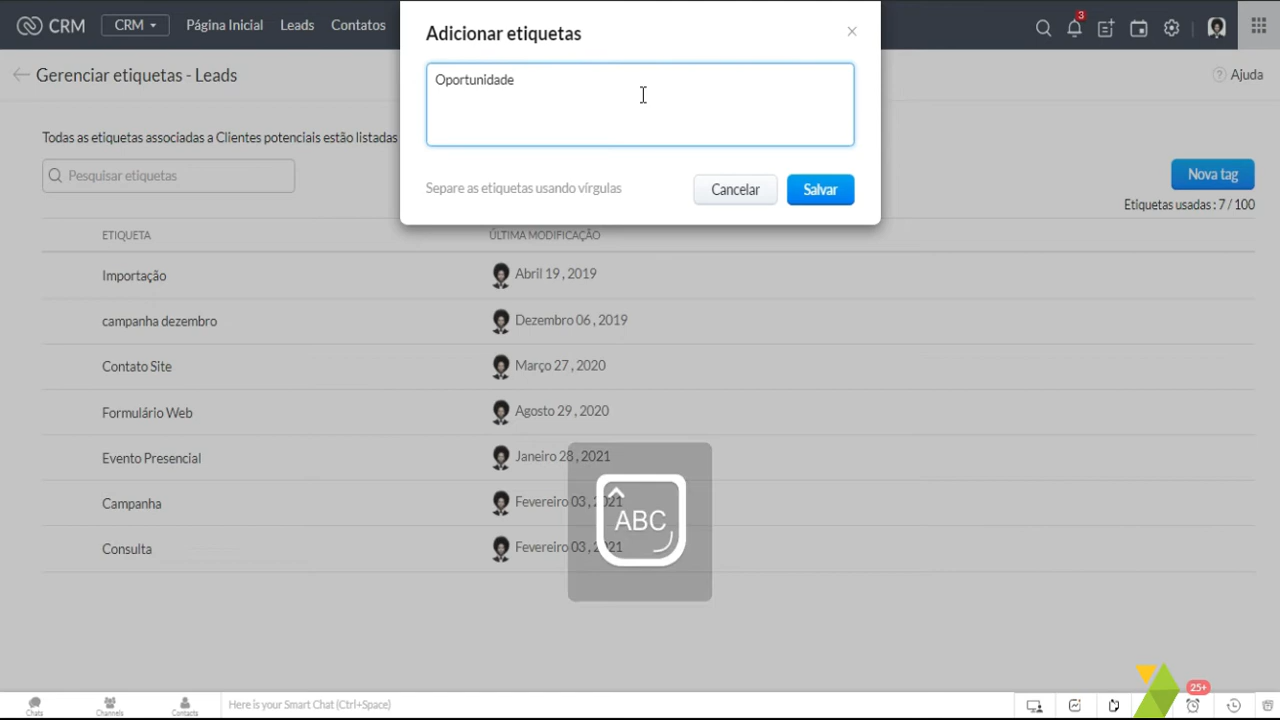 CRM CRM Página Inicial Leads Contatos
3
Adicionar etiquetas
Gerenciar etiquetas - Leads
Ajuda
Oportunidade
Todas as etiquetas associadas a Clientes potenciais estão listadas
Pesquisar etiquetas
Nova tag
Separe as etiquetas usando vírgulas
Cancelar Salvar
Etiquetas usadas : 7 / 100
ETIQUETA ÚLTIMA MODIFICAÇÃO
Importação Abril 19 , 2019
campanha dezembro Dezembro 06 , 2019
Contato Site Março 27 , 2020
Formulário Web Agosto 29 , 2020
Evento Presencial Janeiro 28 , 2021
Campanha Fevereiro 03 , 2021
ABC
Consulta Fevereiro 03 , 2021
25+
Chats Channels Contacts Here is your Smart Chat (Ctrl+Space)